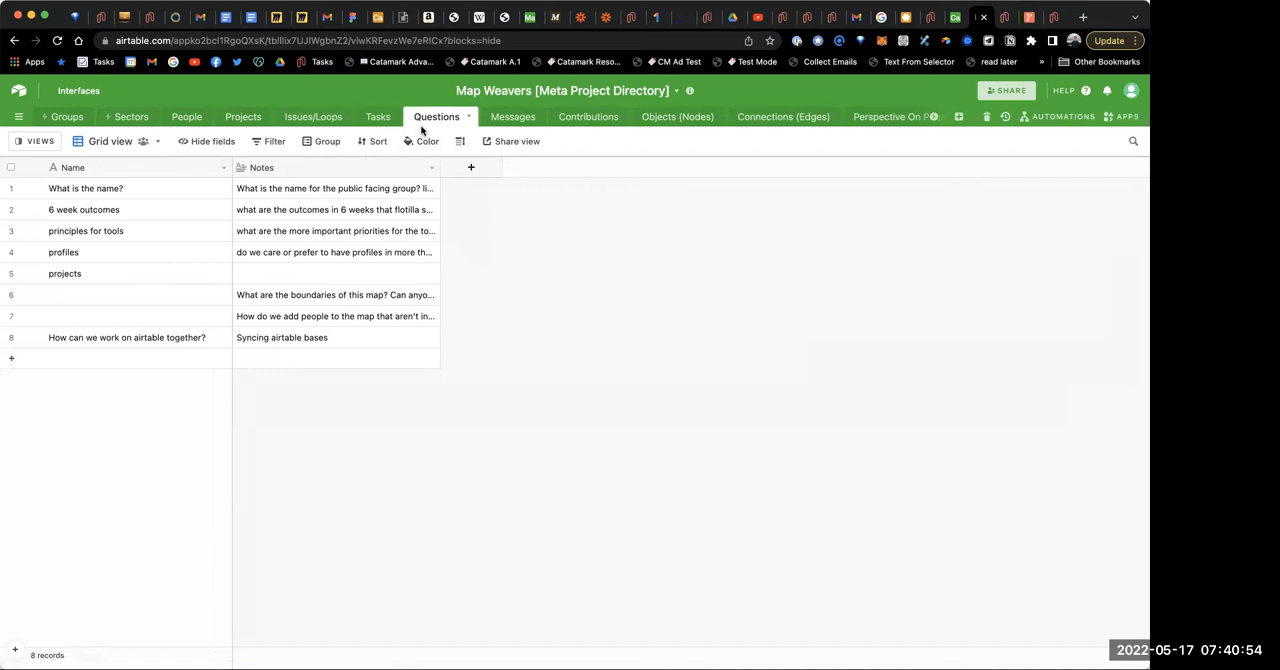 airtable.com/appko2bcl1RgoQXsK/tblllix7UJlWgbnZ2/viwKRFevzWe7eRICx?blocks=hide
Update
Apps
Tasks
Tasks
Catamark Adva...
Catamark A.1
Catamark Reso...
CM Ad Test
Test Mode
Collect Emails
Text From Selector
read later
»
Other Bookmarks
Interfaces
Map Weavers [Meta Project Directory]
SHARE
HELP
Groups
Sectors
People
Projects
Issues/Loops
Tasks
Questions
Messages
Contributions
Objects (Nodes)
Connections (Edges)
Perspective On
AUTOMATIONS
APPS
VIEWS
Grid view
Hide fields
Filter
Group
Sort
Color
Share view
Name
Notes
+
1 What is the name? What is the name for the public facing group? li...
2 6 week outcomes what are the outcomes in 6 weeks that flotilla s...
3 principles for tools what are the more important priorities for the to...
4 profiles do we care or prefer to have profiles in more th...
5 projects
6 What are the boundaries of this map? Can anyo...
7 How do we add people to the map that aren't in...
8 How can we work on airtable together? Syncing airtable bases
+
+
8 records
2022-05-17 07:40:54